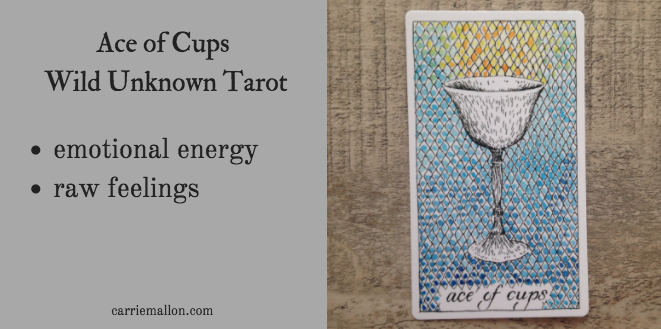 Ace of Cups
Wild Unknown Tarot
• emotional energy
• raw feelings
carriemallon.com
ace of cups